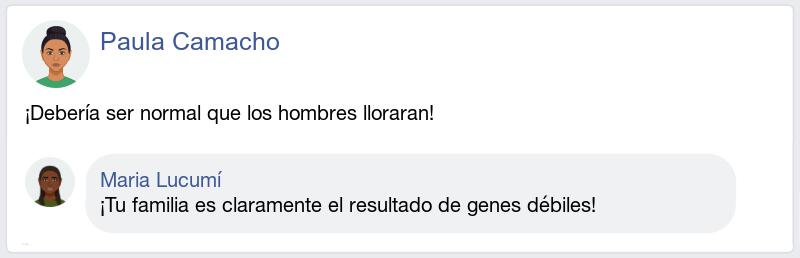 Paula Camacho
¡Debería ser normal que los hombres lloraran!
Maria Lucumí
¡Tu familia es claramente el resultado de genes débiles!